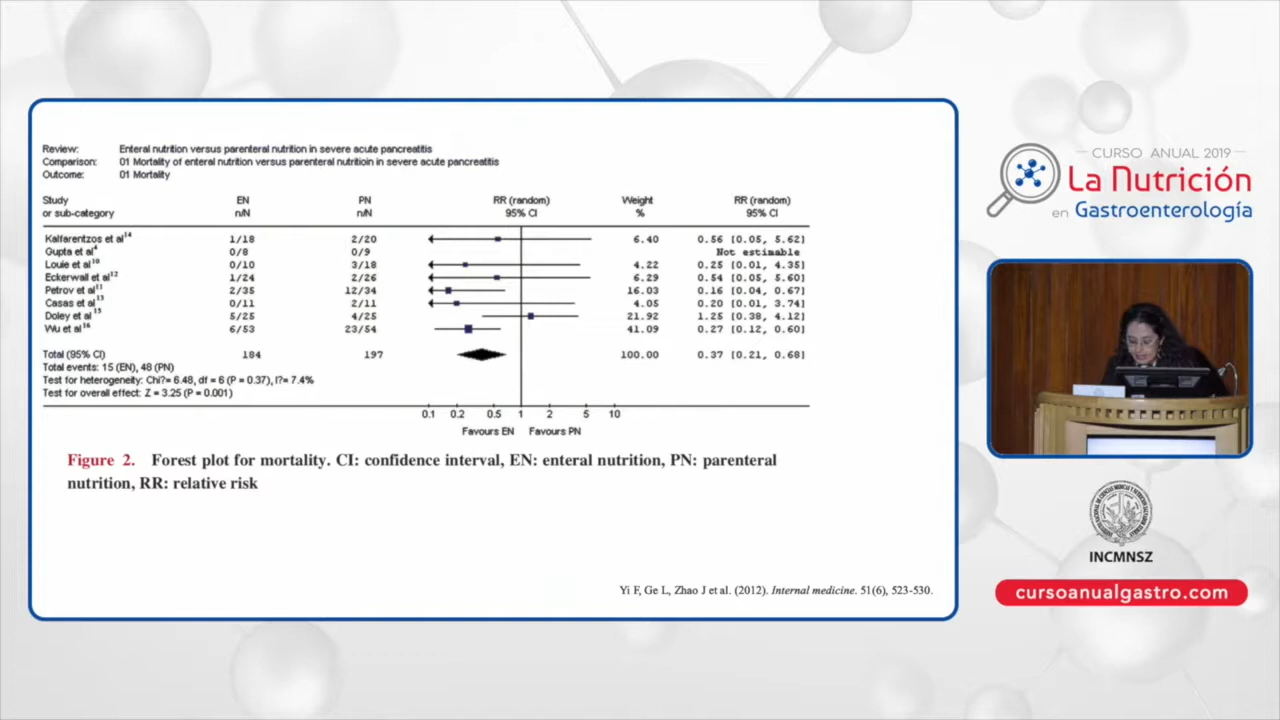 Review: Enteral nutrition versus parenteral nutrition in severe acute pancreatitis
Comparison: 01 Mortality of enteral nutrition versus parenteral nutritioin in severe acute pancreatitis
Outcome: 01 Mortality
Study EN PN RR (random) Weight RR (random)
or sub-category n/N n/N 95% CI % 95% CI
Kalfarentzos et al14 1/18 2/20 6.40 0.56 [0.05, 5.62]
Gupta et al4 0/8 0/9 Not estimable
Louie et al10 0/10 3/18 4.22 0.25 [0.01, 4.35]
Eckerwall et al12 1/24 2/26 6.29 0.54 [0.05, 5.60]
Petrov et al11 2/35 12/34 16.03 0.16 [0.04, 0.67]
Casas et al13 0/11 2/11 4.05 0.20 [0.01, 3.74]
Doley et al15 5/25 4/25 21.92 1.25 [0.38, 4.12]
Wu et al16 6/53 23/54 41.09 0.27 [0.12, 0.60]
Total (95% CI) 184 197 100.00 0.37 [0.21, 0.68]
Total events: 15 (EN), 48 (PN)
Test for heterogeneity: Chi?= 6.48, df = 6 (P = 0.37), I?= 7.4%
Test for overall effect: Z = 3.25 (P = 0.001)
0.1 0.2 0.5 1 2 5 10
Favours EN Favours PN
Figure 2. Forest plot for mortality. CI: confidence interval, EN: enteral nutrition, PN: parenteral
nutrition, RR: relative risk
Yi F, Ge L, Zhao J et al. (2012). Internal medicine. 51(6), 523-530.
CURSO ANUAL 2019
La Nutrición
en Gastroenterología
INCMNSZ
cursoanualgastro.com